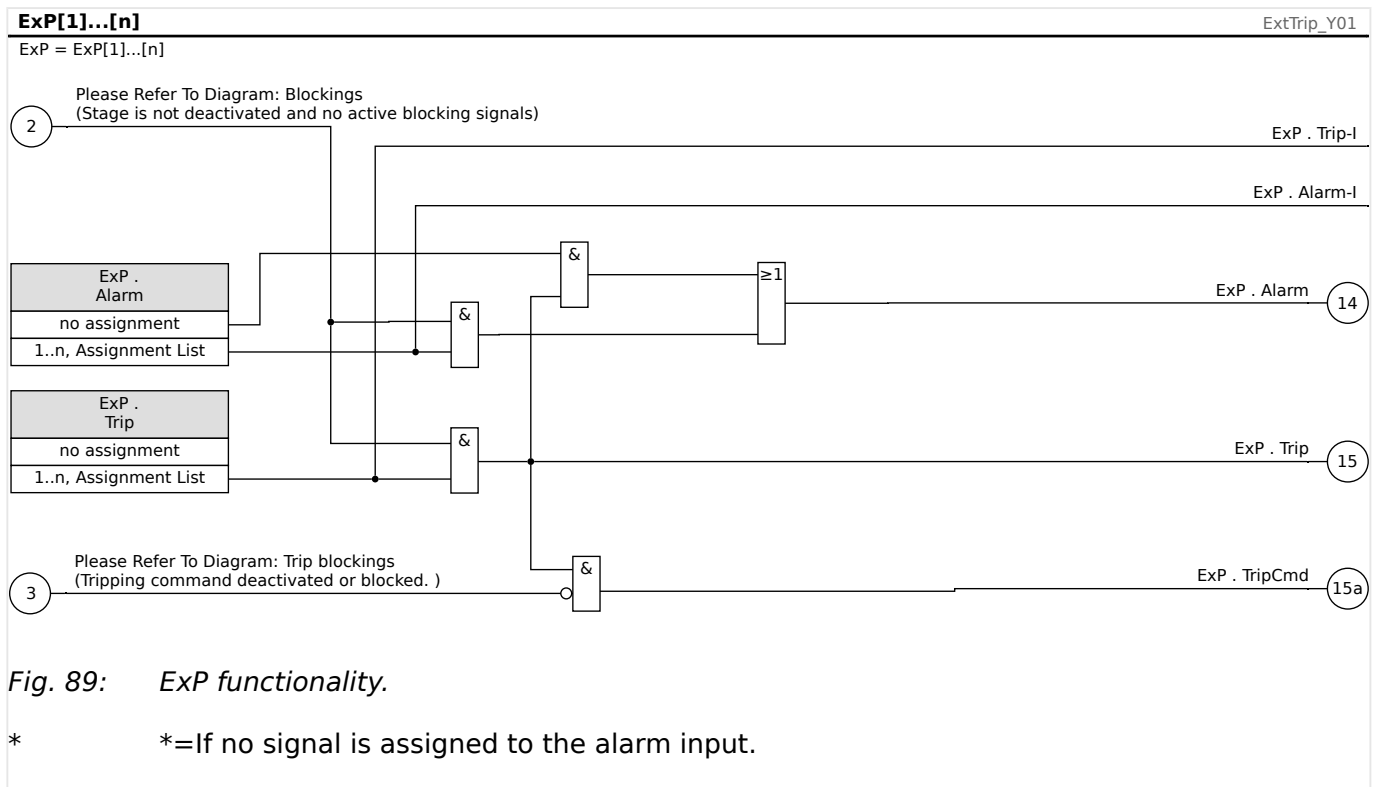 ExP[1]...[n]
ExtTrip_Y01
ExP = ExP[1]...[n]
Please Refer To Diagram: Blockings
(Stage is not deactivated and no active blocking signals)
2
ExP . Trip-I
ExP . Alarm-I
&
ExP .
Alarm
≥1
ExP . Alarm
14
no assignment
&
1..n, Assignment List
ExP .
Trip
&
no assignment
ExP . Trip
15
1..n, Assignment List
Please Refer To Diagram: Trip blockings
(Tripping command deactivated or blocked. )
3
&
ExP . TripCmd
15a
Fig. 89: ExP functionality.
* *=If no signal is assigned to the alarm input.